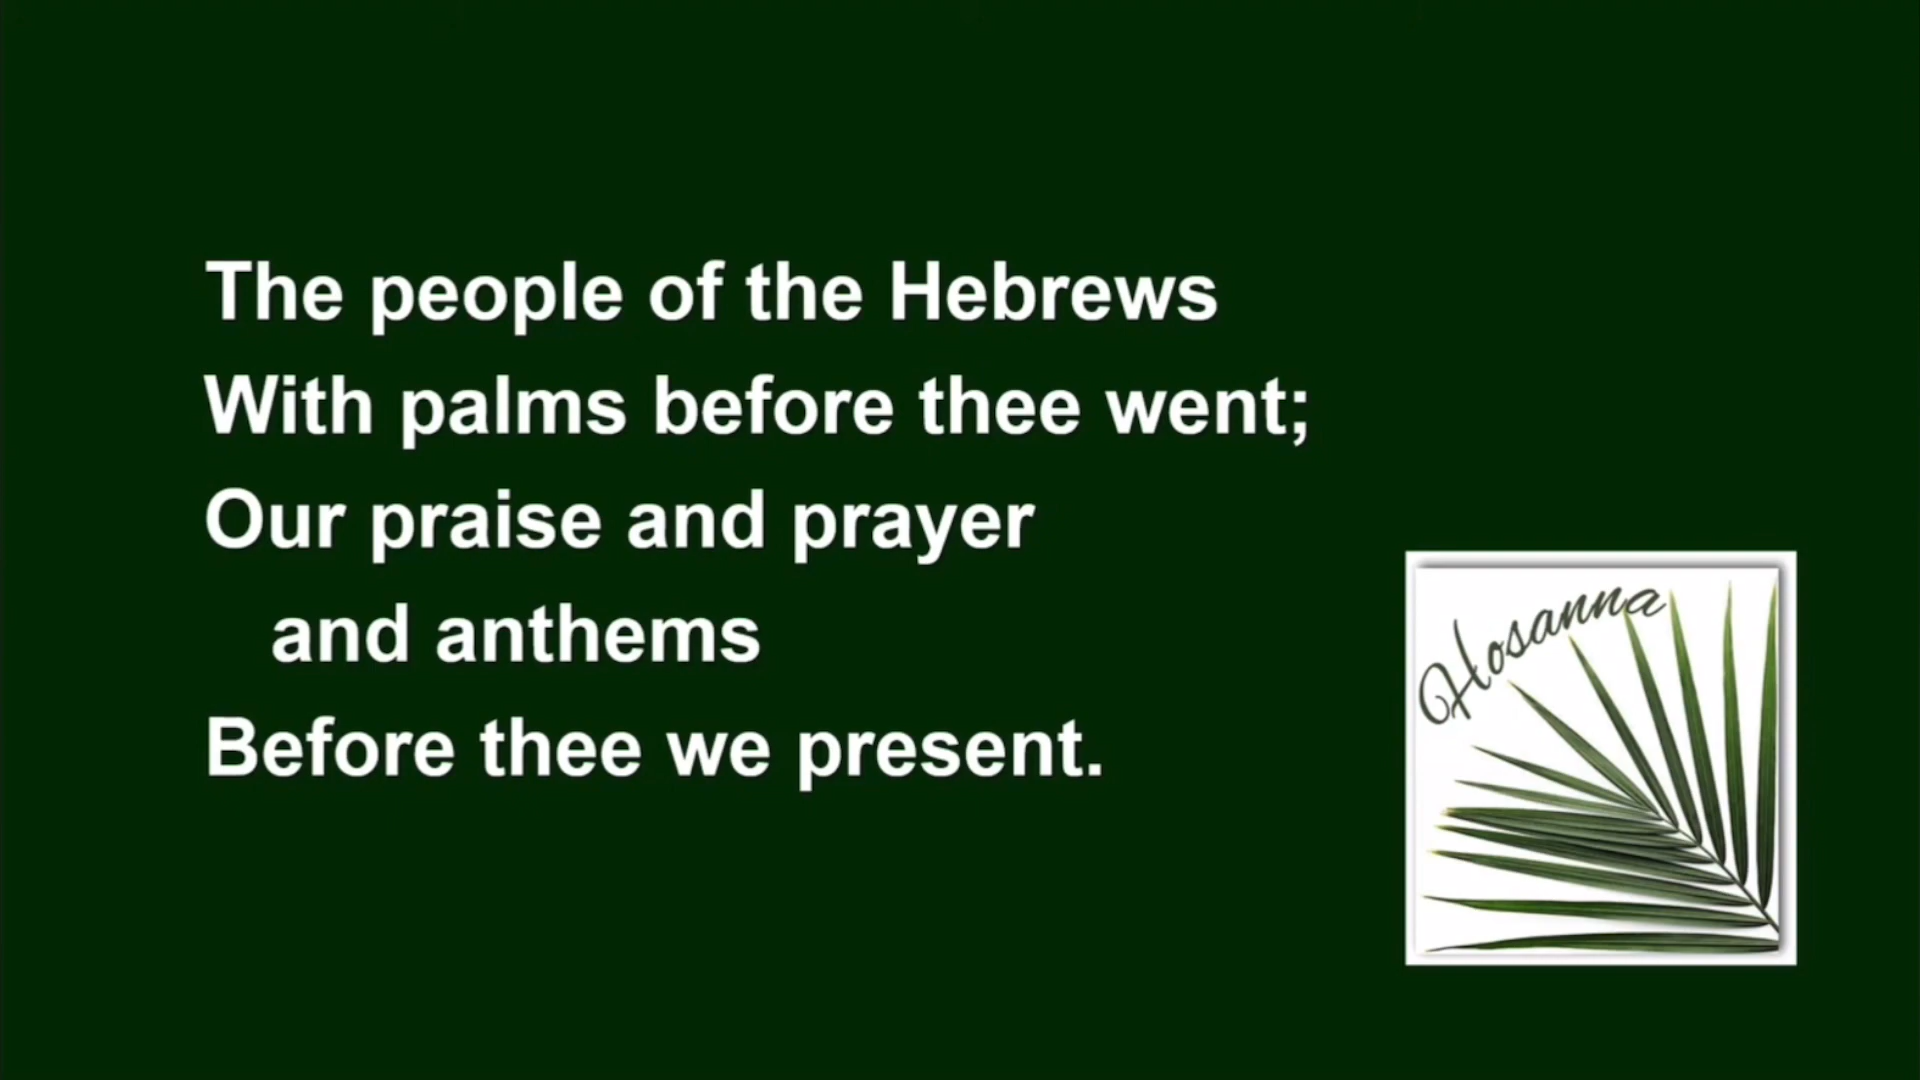 The people of the Hebrews
With palms before thee went;
Our praise and prayer
and anthems
Before thee we present.
Hosanna